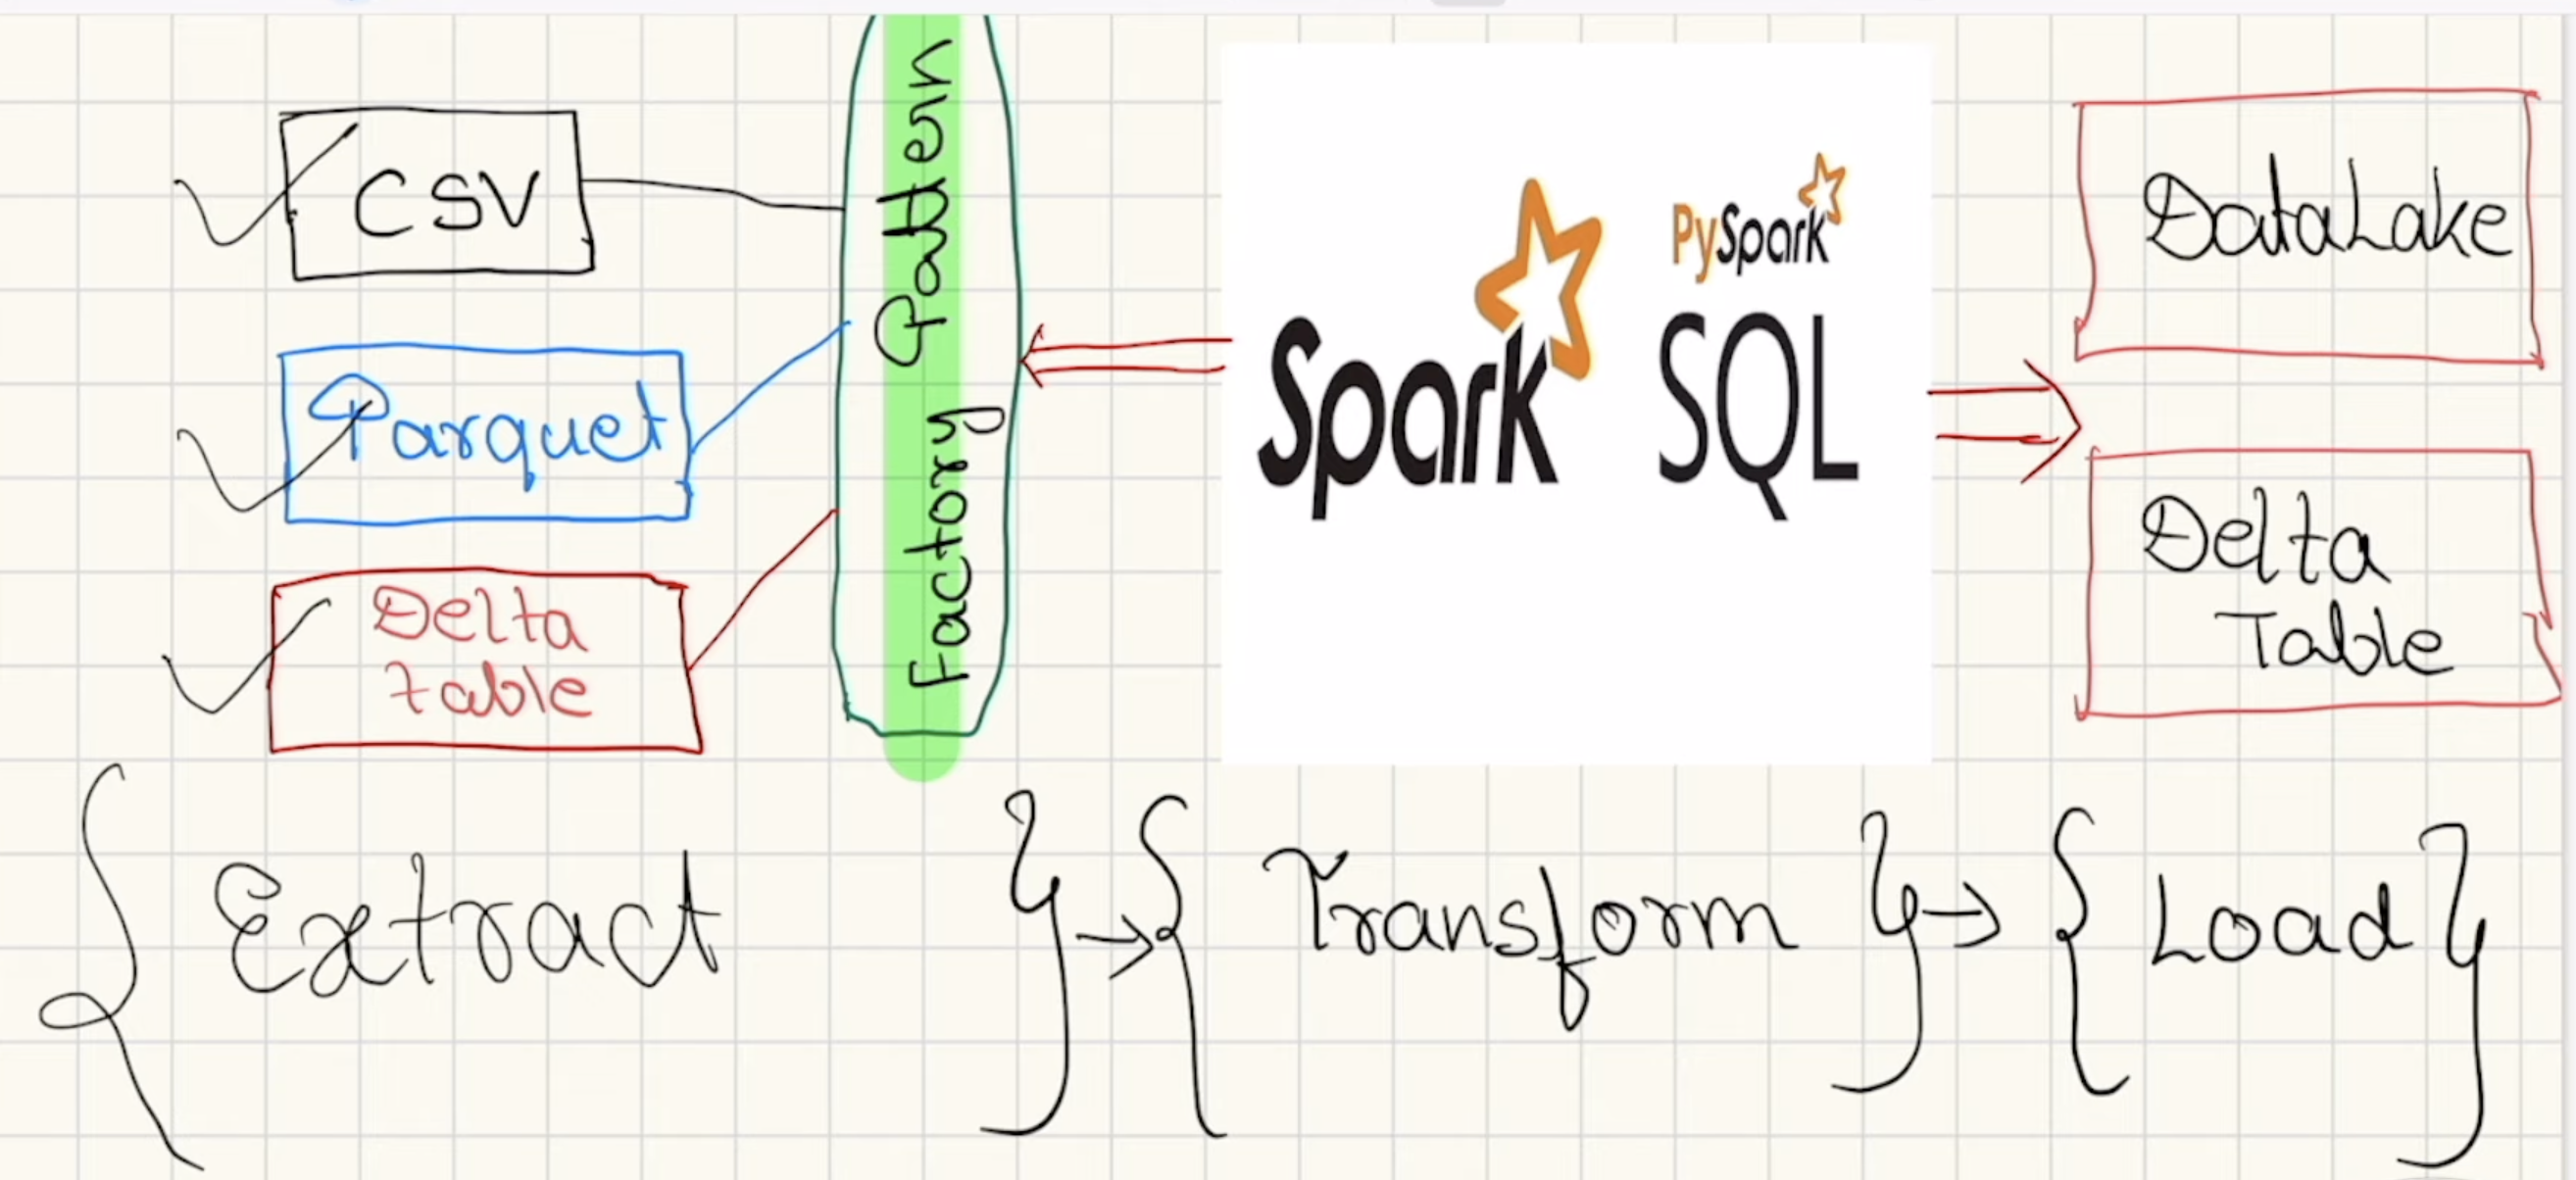 CSV
Parquet
Delta
table
Factory Pattern
PySpark
Spark SQL
DataLake
Delta
Table
{ Extract } → { Transform } → { Load }